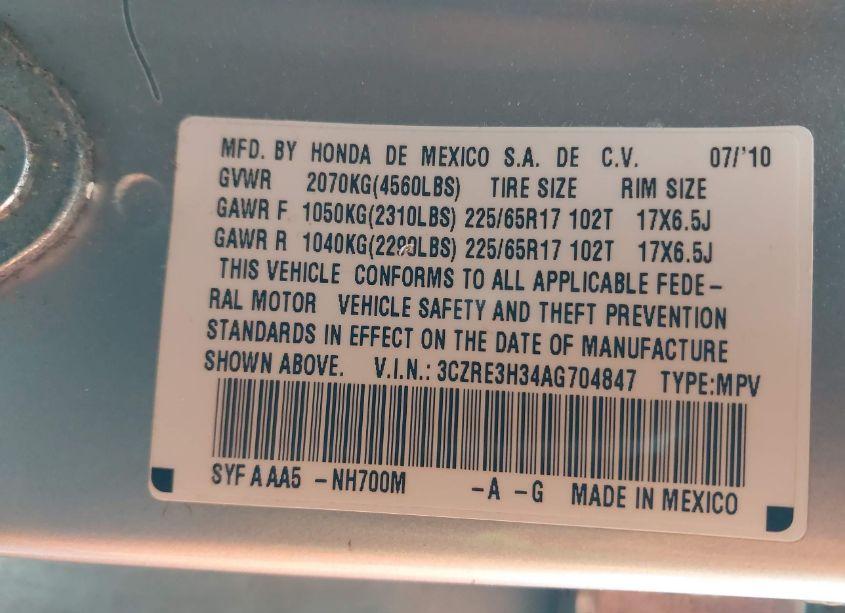 MFD. BY HONDA DE MEXICO S.A. DE C.V. 07/'10
GVWR 2070KG(4560LBS) TIRE SIZE RIM SIZE
GAWR F 1050KG(2310LBS) 225/65R17 102T 17X6.5J
GAWR R 1040KG(2290LBS) 225/65R17 102T 17X6.5J
THIS VEHICLE CONFORMS TO ALL APPLICABLE FEDE-
RAL MOTOR VEHICLE SAFETY AND THEFT PREVENTION
STANDARDS IN EFFECT ON THE DATE OF MANUFACTURE
SHOWN ABOVE. V.I.N.: 3CZRE3H34AG704847 TYPE:MPV
SYF A AA5 -NH700M -A -G MADE IN MEXICO